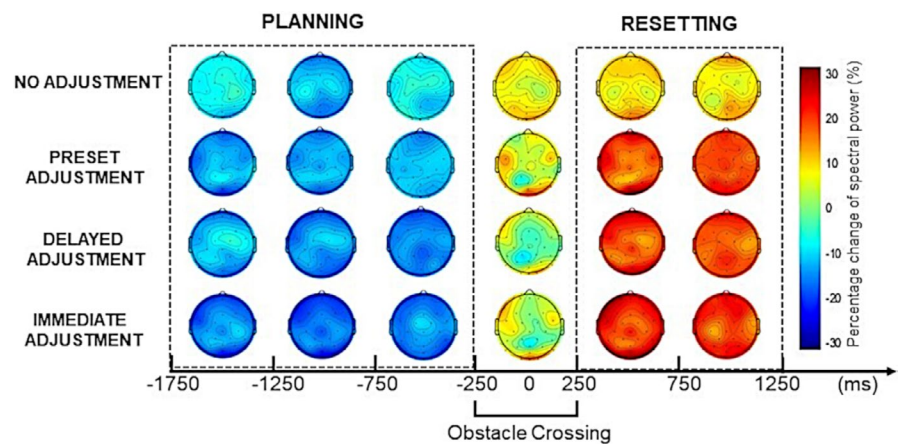 PLANNING
RESETTING
NO ADJUSTMENT
PRESET
ADJUSTMENT
DELAYED
ADJUSTMENT
IMMEDIATE
ADJUSTMENT
30
20
10
0
-10
-20
-30
Percentage change of spectral power (%)
-1750 -1250 -750 -250 0 250 750 1250 (ms)
Obstacle Crossing